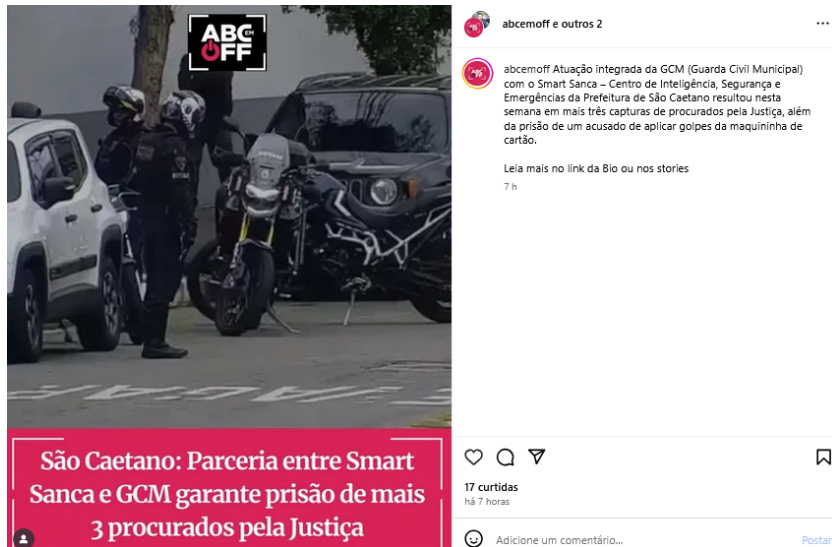 ABC EM
OFF
São Caetano: Parceria entre Smart
Sanca e GCM garante prisão de mais
3 procurados pela Justiça
abcemoff e outros 2
abcemoff Atuação integrada da GCM (Guarda Civil Municipal)
com o Smart Sanca – Centro de Inteligência, Segurança e
Emergências da Prefeitura de São Caetano resultou nesta
semana em mais três capturas de procurados pela Justiça, além
da prisão de um acusado de aplicar golpes da maquininha de
cartão.
Leia mais no link da Bio ou nos stories
7 h
17 curtidas
há 7 horas
Adicione um comentário...
Postar